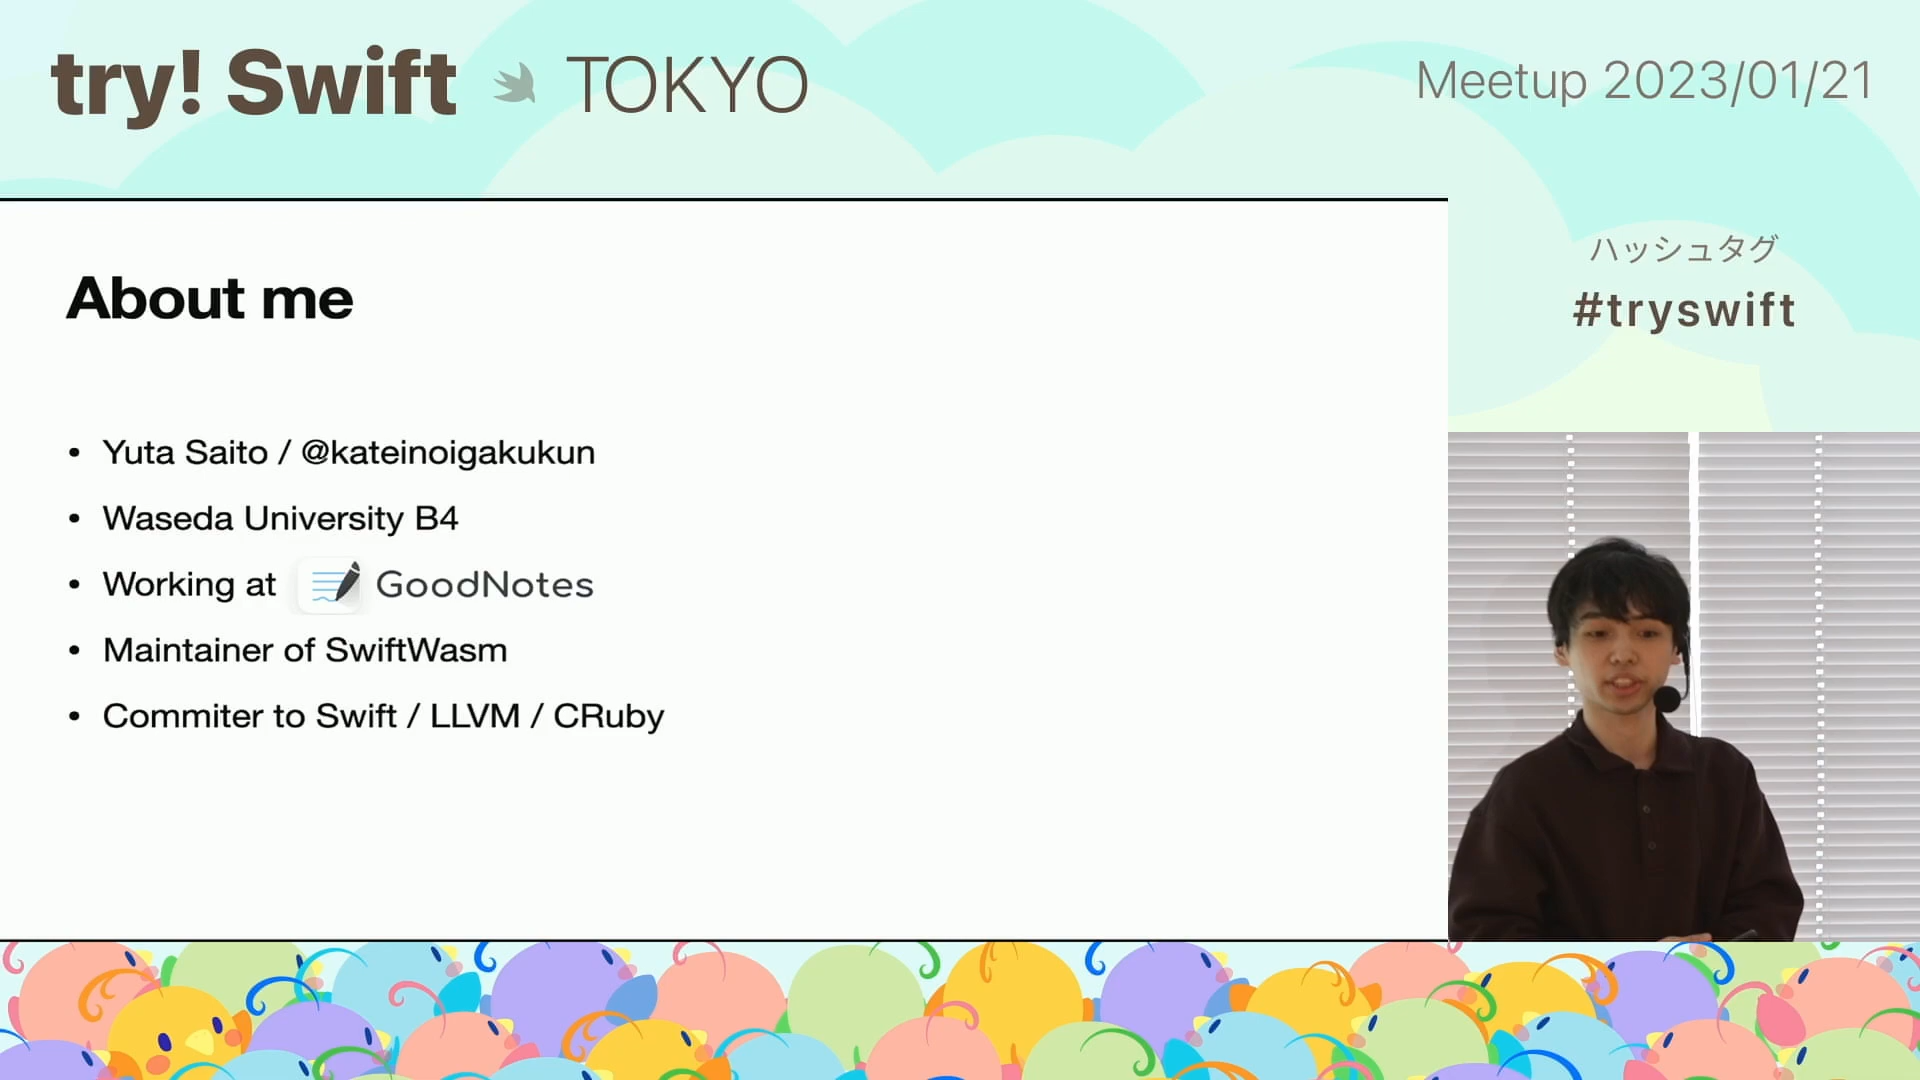 try! Swift TOKYO
Meetup 2023/01/21
ハッシュタグ
#tryswift
About me
• Yuta Saito / @kateinoigakukun
• Waseda University B4
• Working at GoodNotes
• Maintainer of SwiftWasm
• Commiter to Swift / LLVM / CRuby